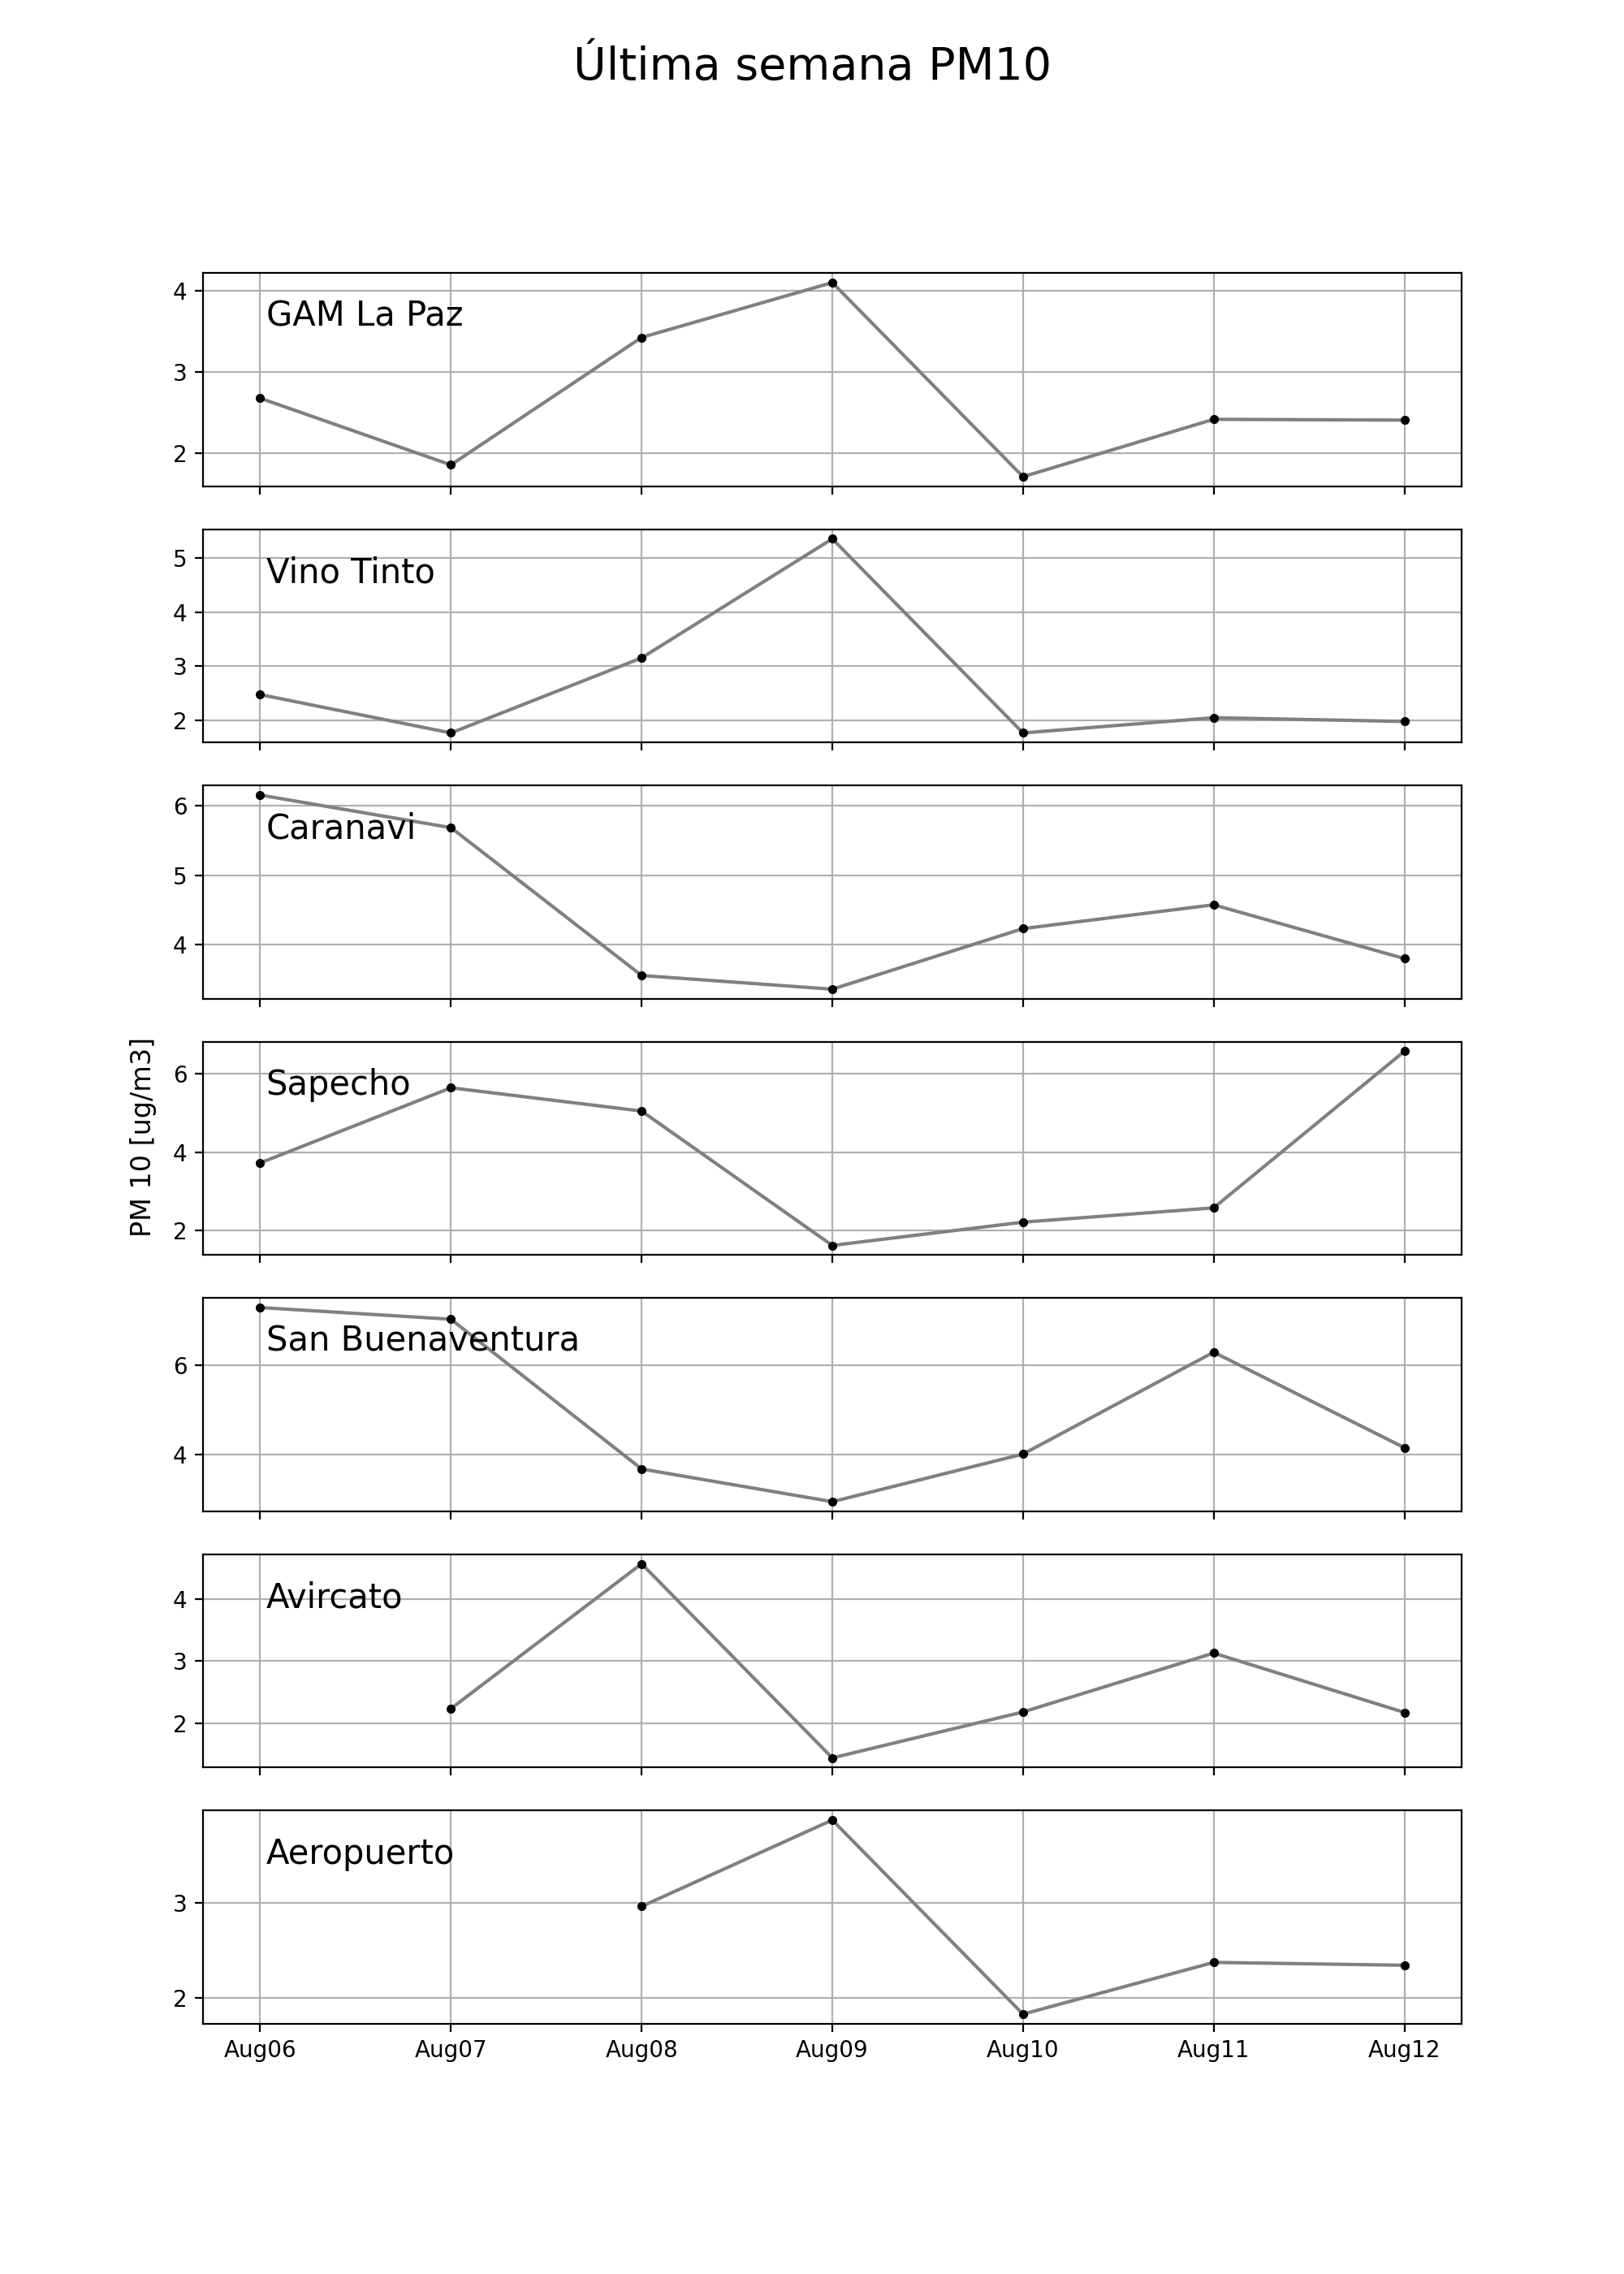 Última semana PM10
GAM La Paz
4
3
2
Vino Tinto
5
4
3
2
Caranavi
6
5
4
PM 10 [ug/m3]
Sapecho
6
4
2
San Buenaventura
6
4
Avircato
4
3
2
Aeropuerto
3
2
Aug06 Aug07 Aug08 Aug09 Aug10 Aug11 Aug12